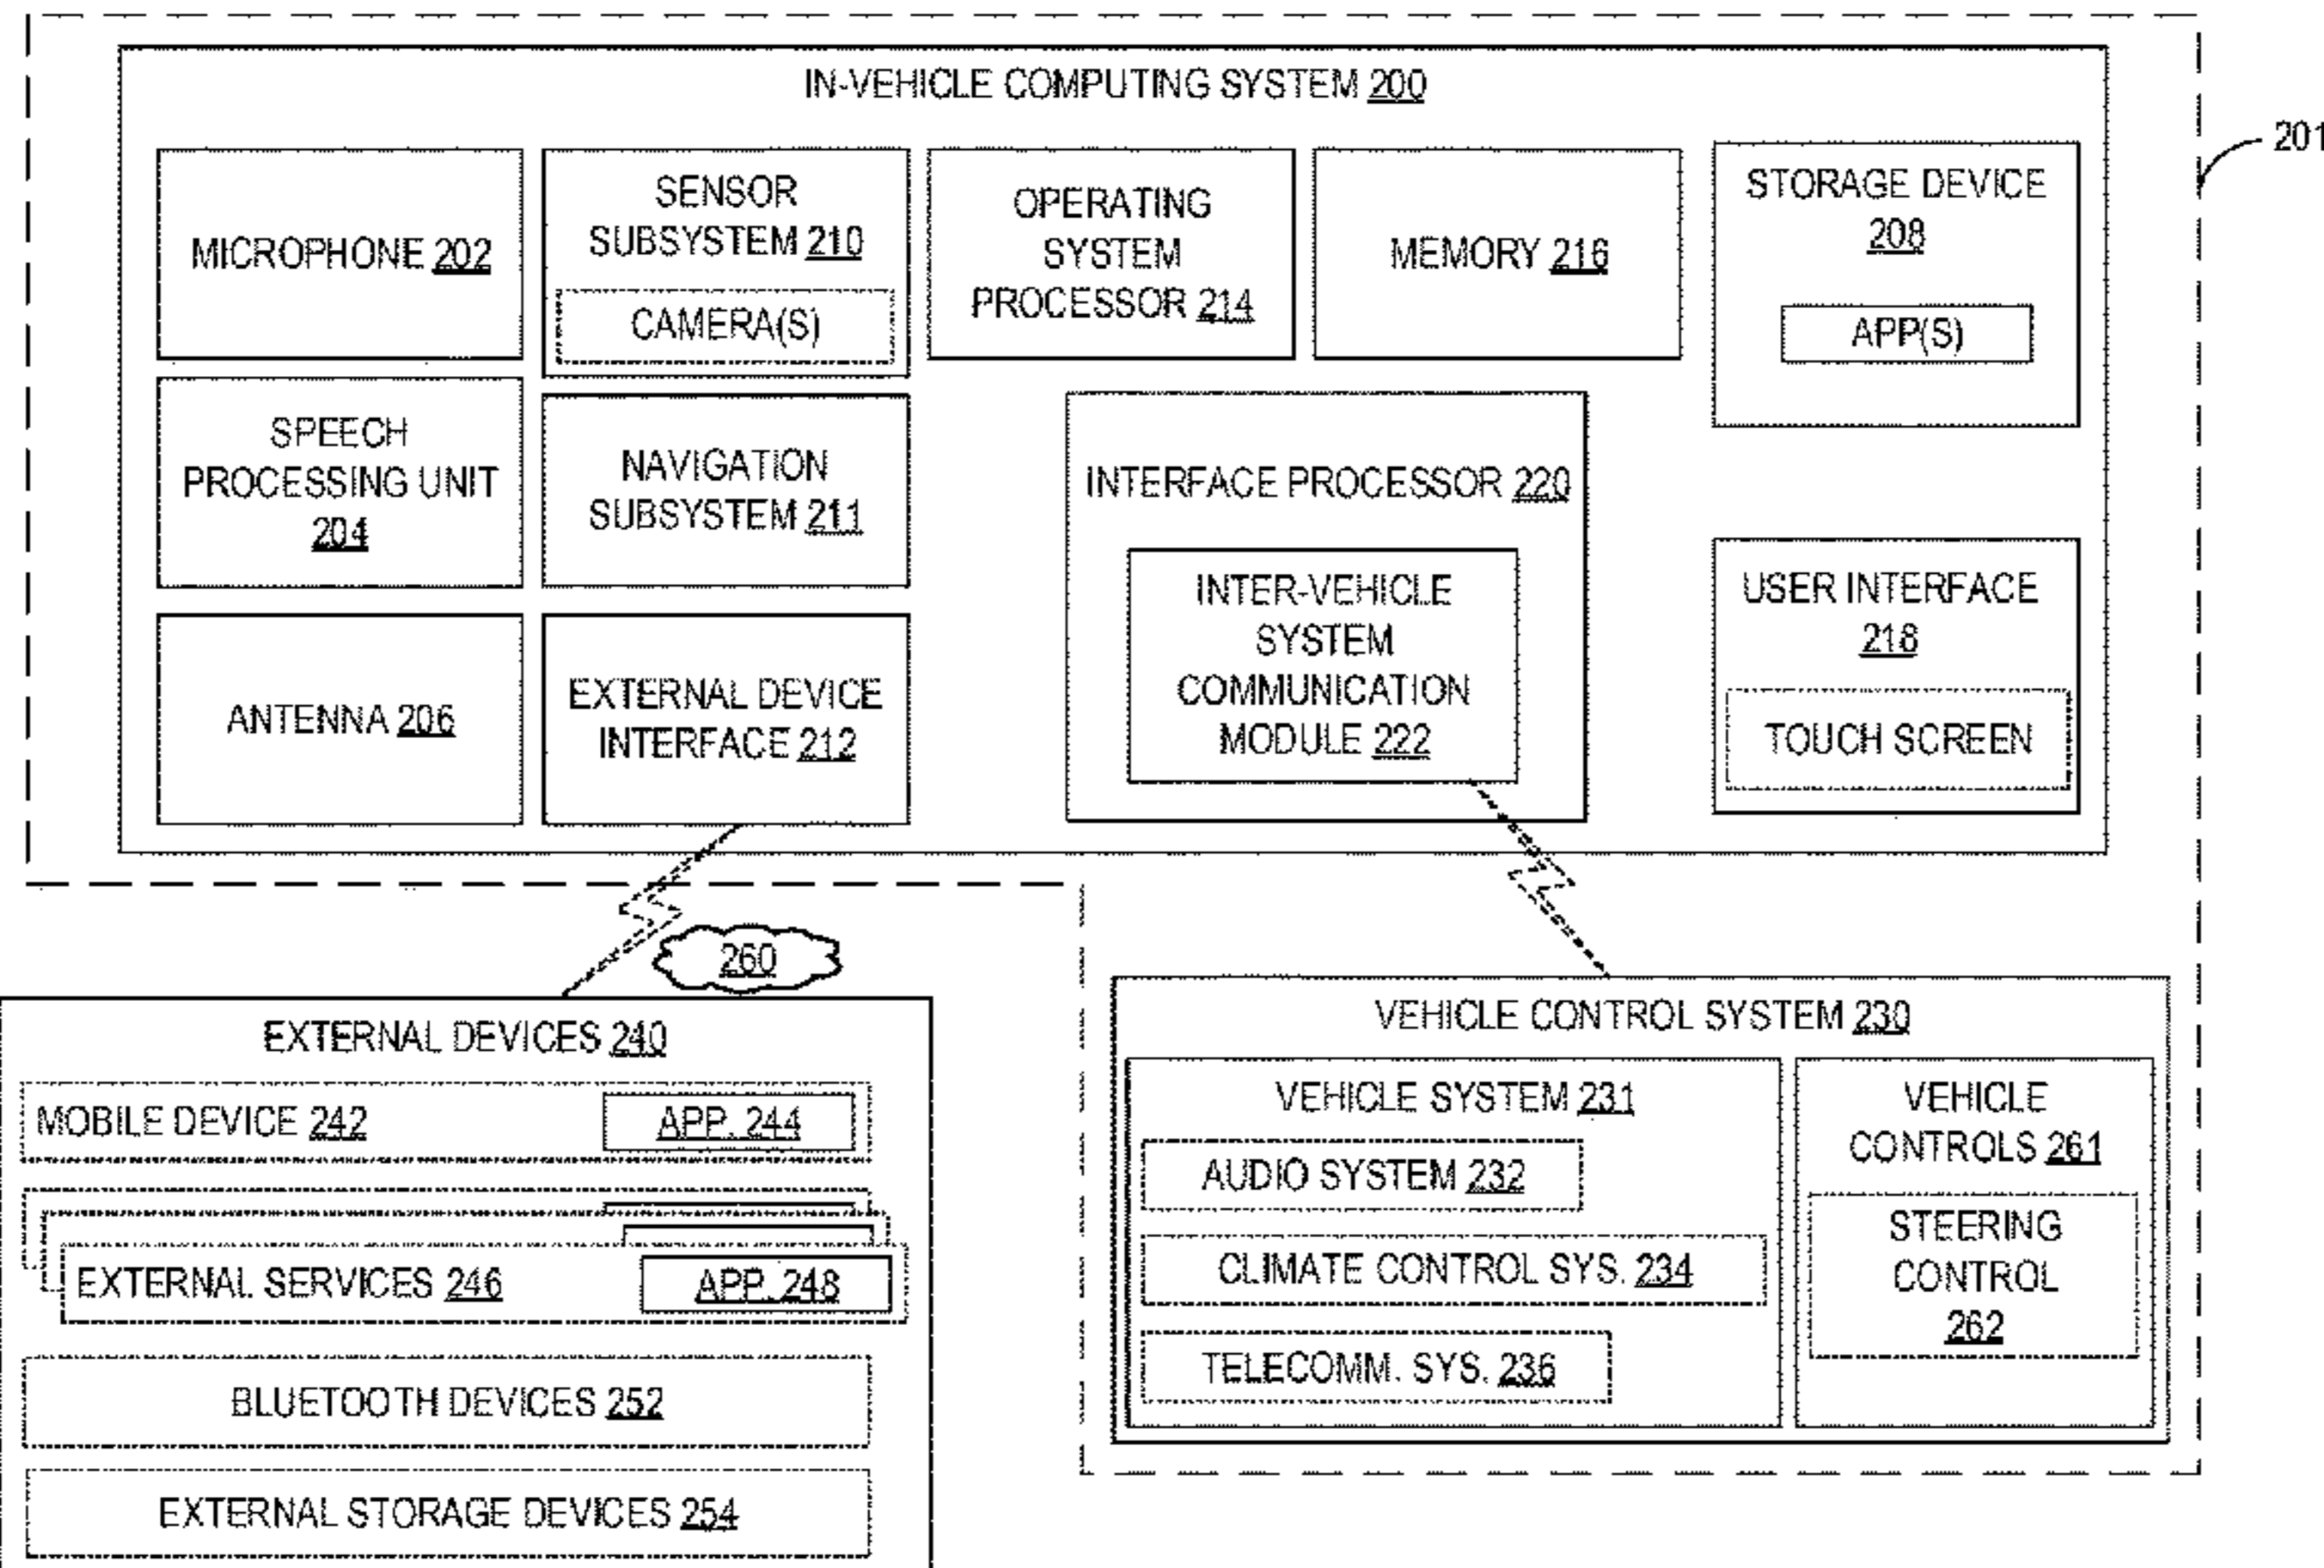 IN-VEHICLE COMPUTING SYSTEM 200
201
MICROPHONE 202
SENSOR
SUBSYSTEM 210
CAMERA(S)
OPERATING
SYSTEM
PROCESSOR 214
MEMORY 216
STORAGE DEVICE
208
APP(S)
SPEECH
PROCESSING UNIT
204
NAVIGATION
SUBSYSTEM 211
INTERFACE PROCESSOR 220
INTER-VEHICLE
SYSTEM
COMMUNICATION
MODULE 222
USER INTERFACE
218
TOUCH SCREEN
ANTENNA 206
EXTERNAL DEVICE
INTERFACE 212
260
EXTERNAL DEVICES 240
MOBILE DEVICE 242
APP. 244
EXTERNAL SERVICES 246
APP. 248
BLUETOOTH DEVICES 252
EXTERNAL STORAGE DEVICES 254
VEHICLE CONTROL SYSTEM 230
VEHICLE SYSTEM 231
AUDIO SYSTEM 232
CLIMATE CONTROL SYS. 234
TELECOMM. SYS. 236
VEHICLE
CONTROLS 261
STEERING
CONTROL
262